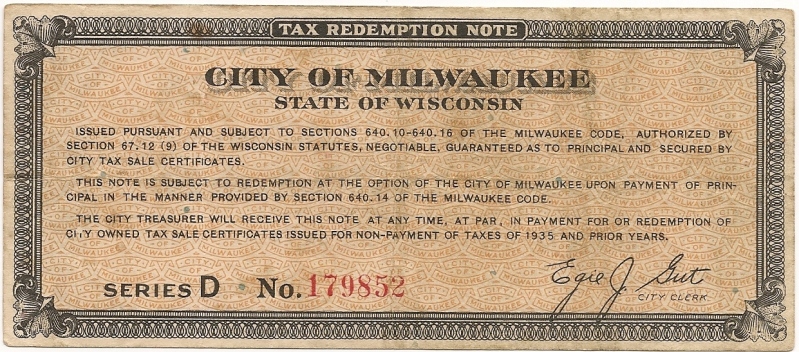 TAX REDEMPTION NOTE
CITY OF MILWAUKEE
STATE OF WISCONSIN
ISSUED PURSUANT AND SUBJECT TO SECTIONS 640.10-640.16 OF THE MILWAUKEE CODE, AUTHORIZED BY
SECTION 67.12 (9) OF THE WISCONSIN STATUTES, NEGOTIABLE, GUARANTEED AS TO PRINCIPAL AND SECURED BY
CITY TAX SALE CERTIFICATES.
THIS NOTE IS SUBJECT TO REDEMPTION AT THE OPTION OF THE CITY OF MILWAUKEE UPON PAYMENT OF PRIN-
CIPAL IN THE MANNER PROVIDED BY SECTION 640.14 OF THE MILWAUKEE CODE.
THE CITY TREASURER WILL RECEIVE THIS NOTE AT ANY TIME, AT PAR, IN PAYMENT FOR OR REDEMPTION OF
CITY OWNED TAX SALE CERTIFICATES ISSUED FOR NON-PAYMENT OF TAXES OF 1935 AND PRIOR YEARS.
SERIES D No. 179852
J. Gut
CITY CLERK